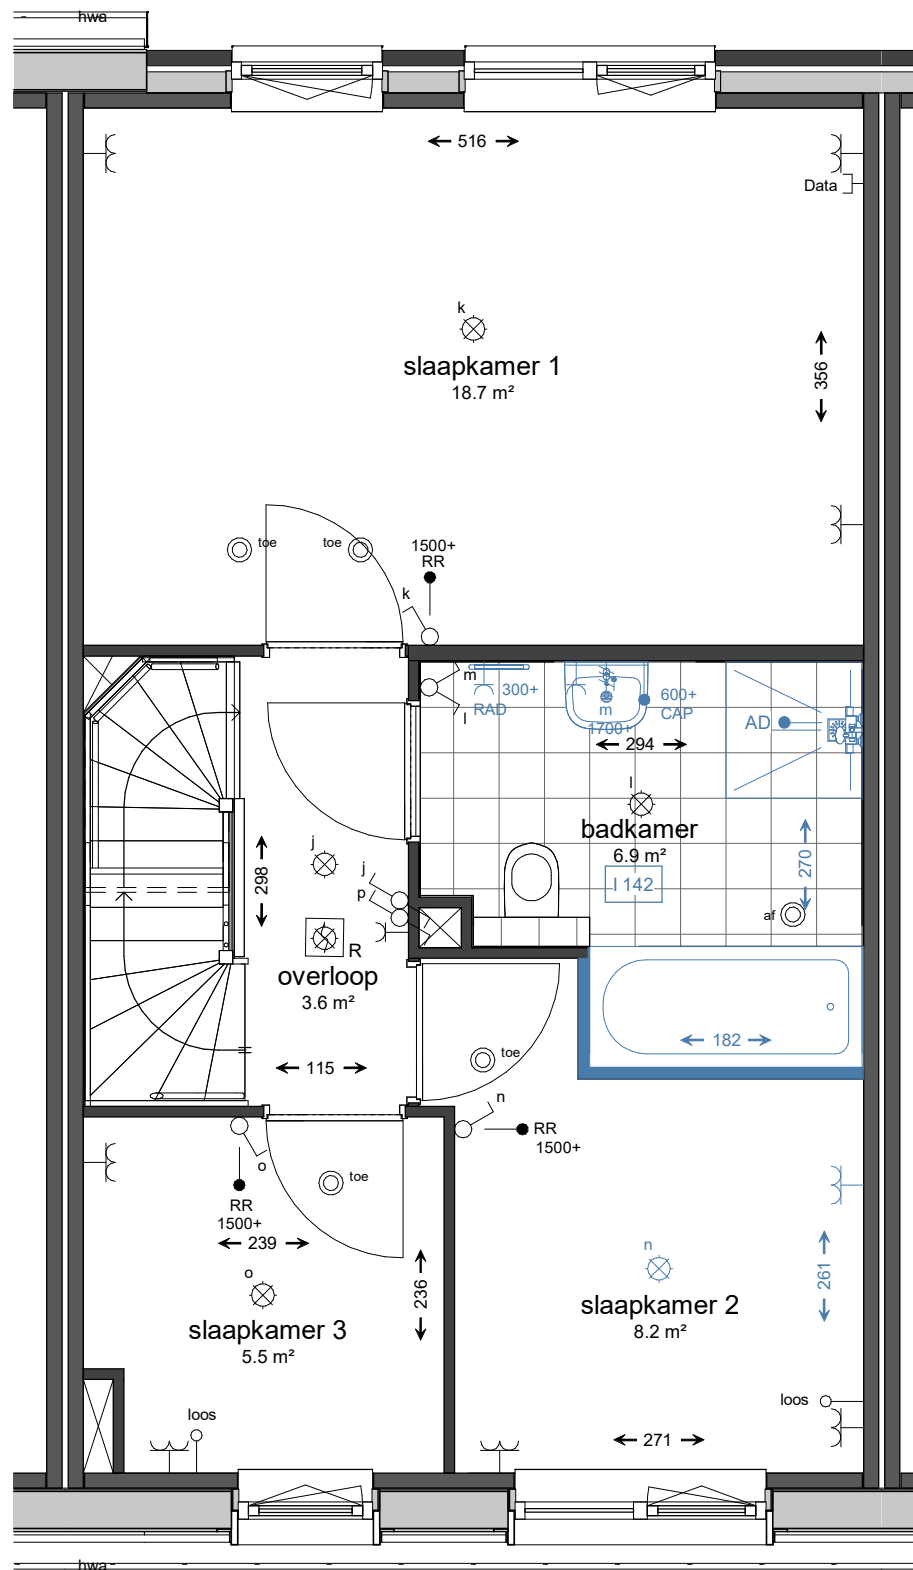 hwa
516
Data
k
slaapkamer 1
18.7 m²
356
toe
toe
1500+
RR
k
m
l
300+
RAD
m
1700+
600+
CAP
AD
294
l
badkamer
6.9 m²
I 142
270
af
j
298
j
p
R
overloop
3.6 m²
115
toe
182
n
RR
1500+
o
RR
1500+
toe
239
236
o
slaapkamer 3
5.5 m²
n
slaapkamer 2
8.2 m²
261
loos
loos
271
hwa